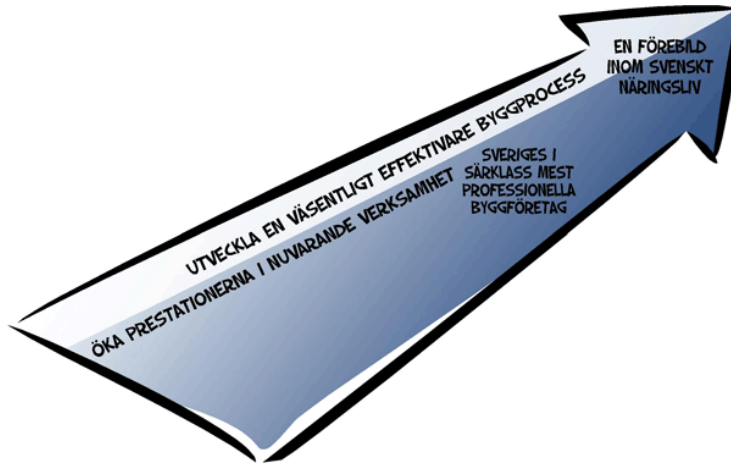 EN FÖREBILD
INOM SVENSKT
NÄRINGSLIV
UTVECKLA EN VÄSENTLIGT EFFEKTIVARE BYGGPROCESS
ÖKA PRESTATIONERNA I NUVARANDE VERKSAMHET
SVERIGES I
SÄRKLASS MEST
PROFESSIONELLA
BYGGFÖRETAG